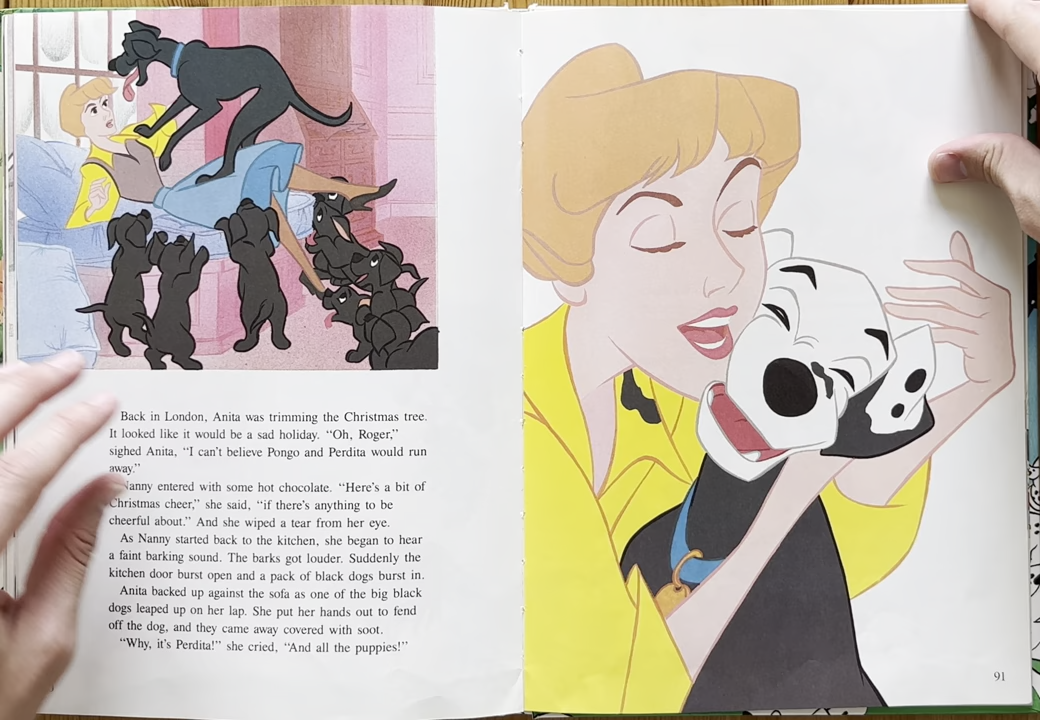 Back in London, Anita was trimming the Christmas tree.
It looked like it would be a sad holiday. “Oh, Roger,”
sighed Anita, “I can't believe Pongo and Perdita would run
away.”
Nanny entered with some hot chocolate. “Here's a bit of
Christmas cheer,” she said, “if there's anything to be
cheerful about.” And she wiped a tear from her eye.
As Nanny started back to the kitchen, she began to hear
a faint barking sound. The barks got louder. Suddenly the
kitchen door burst open and a pack of black dogs burst in.
Anita backed up against the sofa as one of the big black
dogs leaped up on her lap. She put her hands out to fend
off the dog, and they came away covered with soot.
“Why, it's Perdita!” she cried, “And all the puppies!”
91